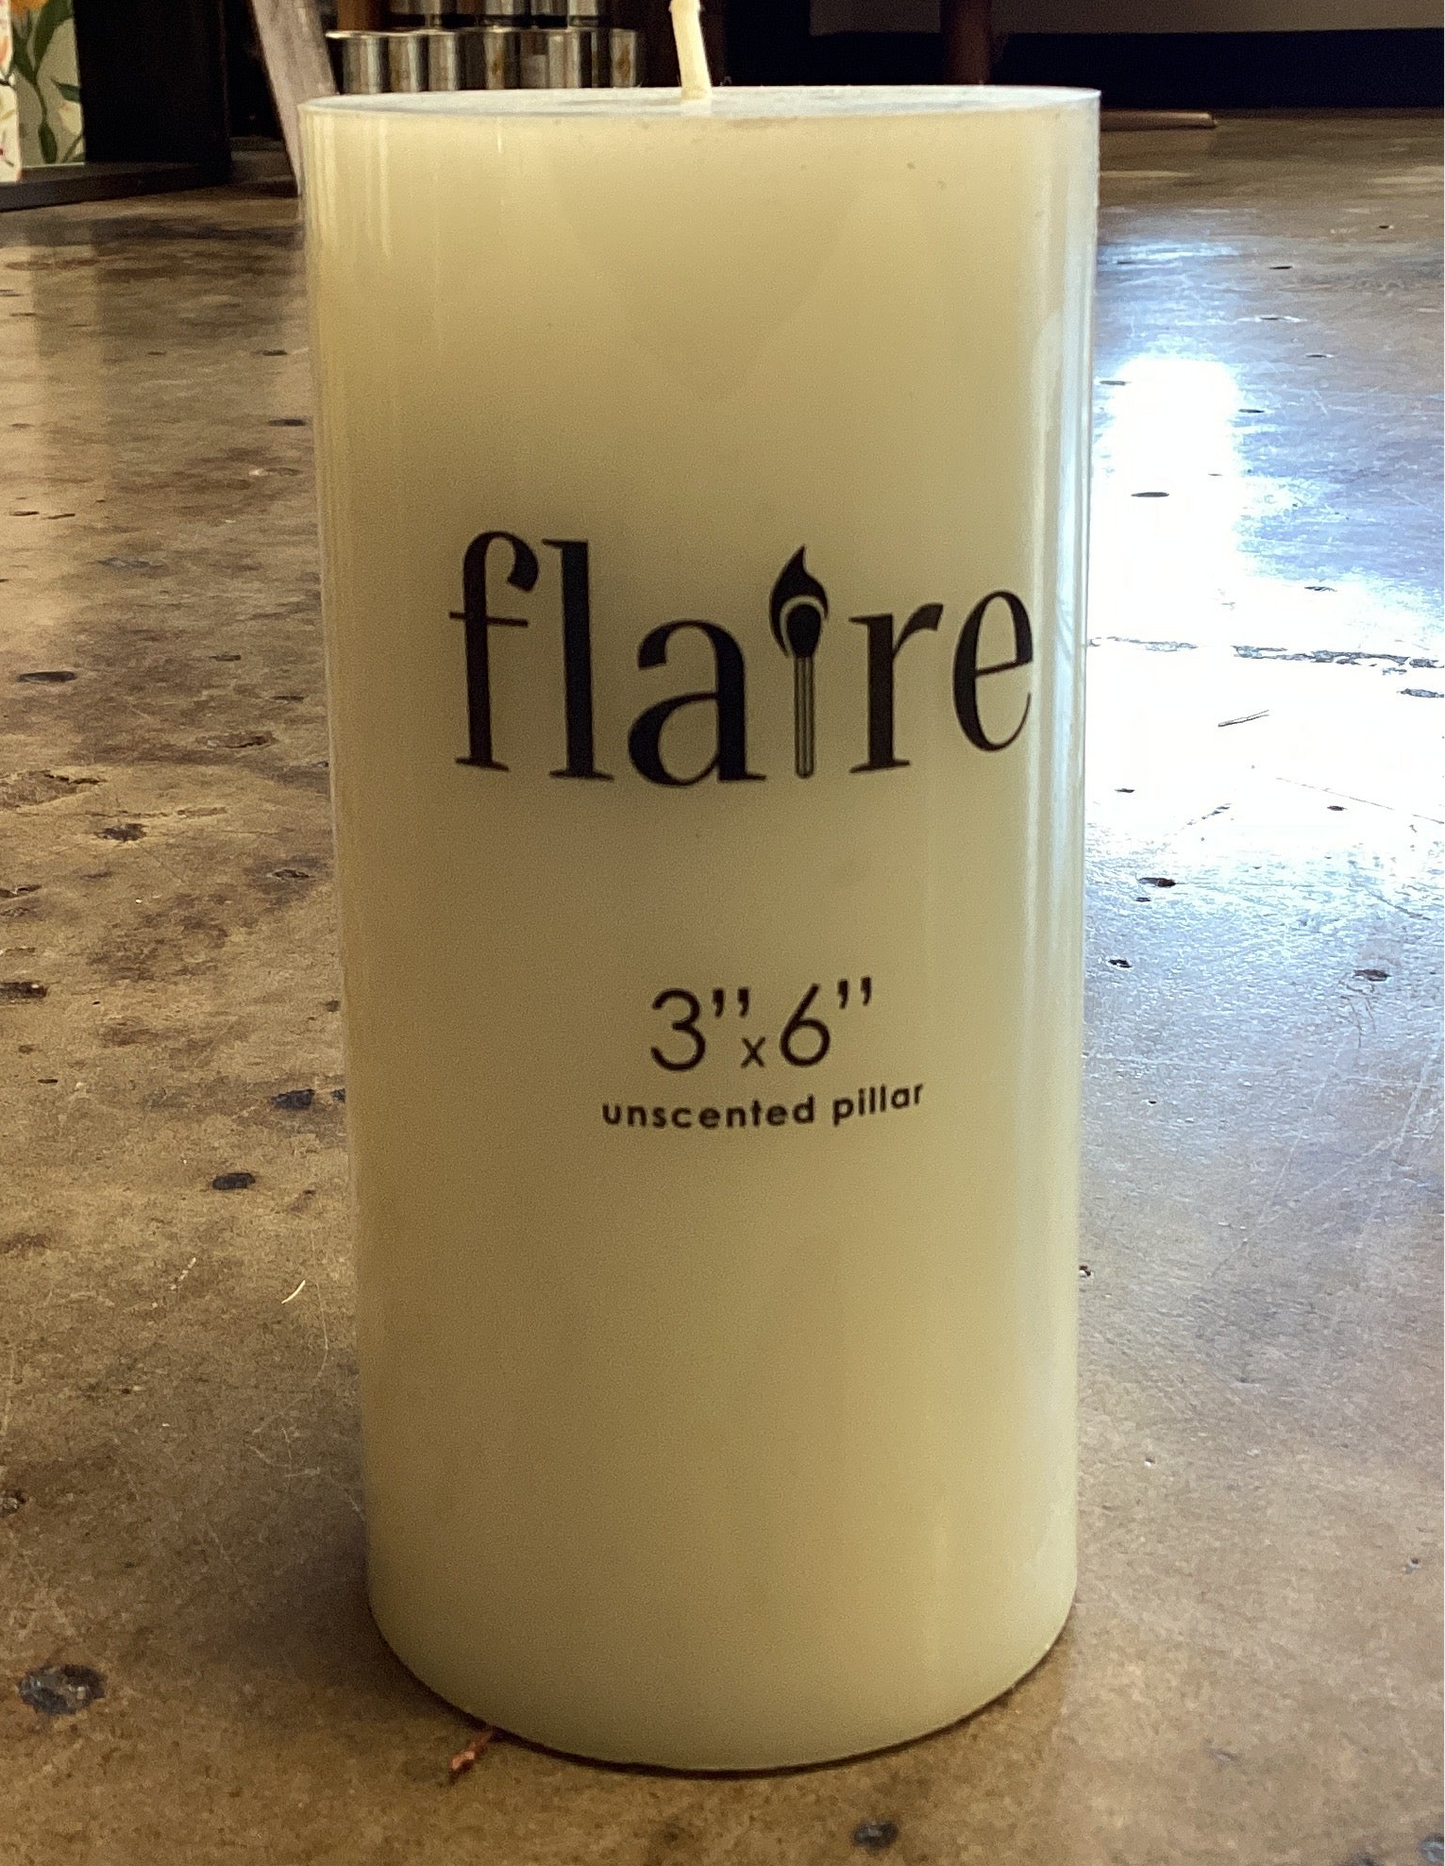 flaire
3”x6”
unscented pillar